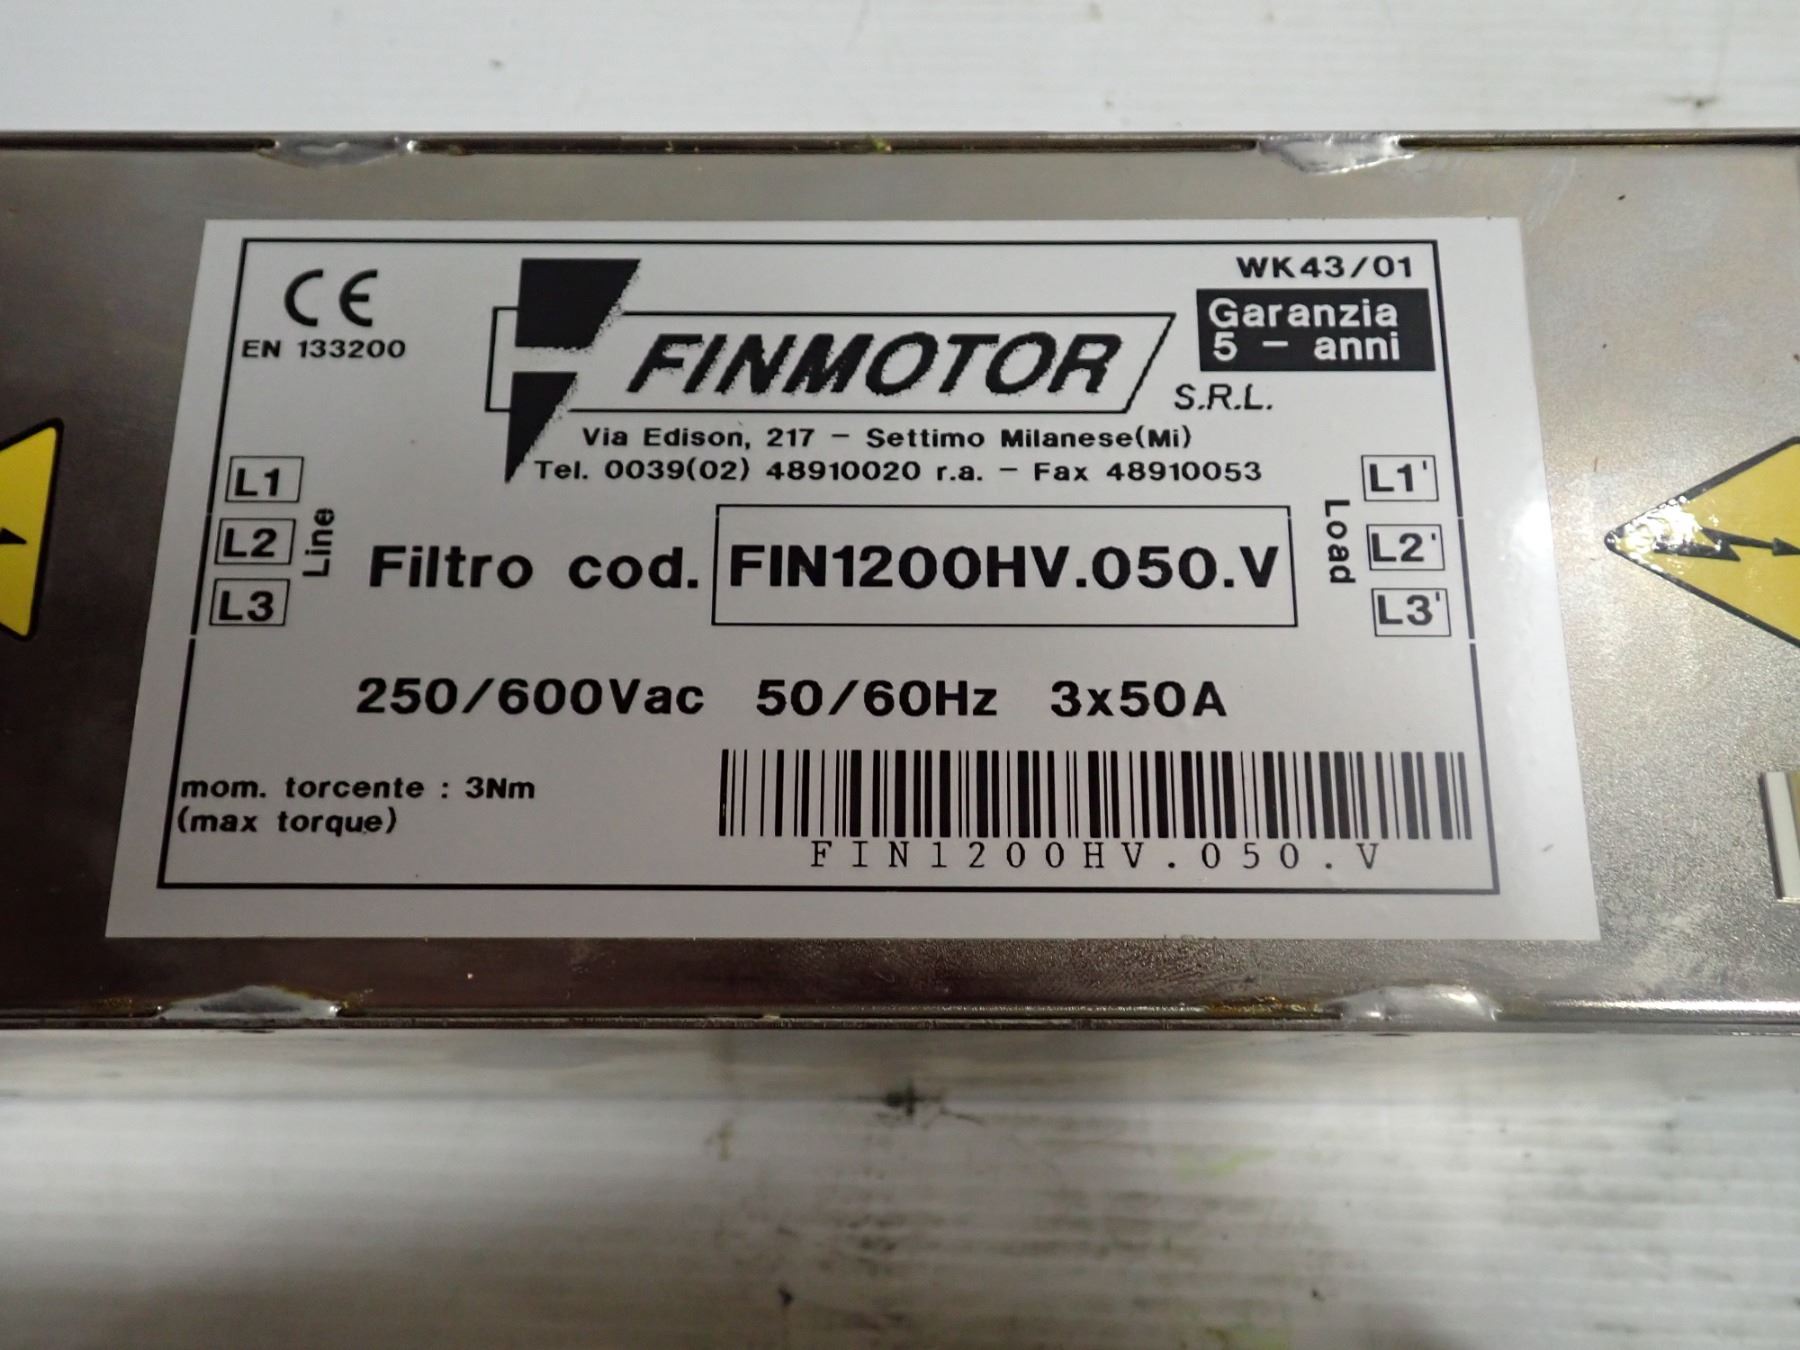 CE
EN 133200
FINMOTOR
S.R.L.
WK43/01
Garanzia
5 - anni
Via Edison, 217 - Settimo Milanese(Mi)
Tel. 0039(02) 48910020 r.a. - Fax 48910053
L1
L2
L3
Line
Filtro cod. FIN1200HV.050.V
Load
L1'
L2'
L3'
250/600Vac 50/60Hz 3x50A
mom. torcente : 3Nm
(max torque)
FIN1200HV.050.V